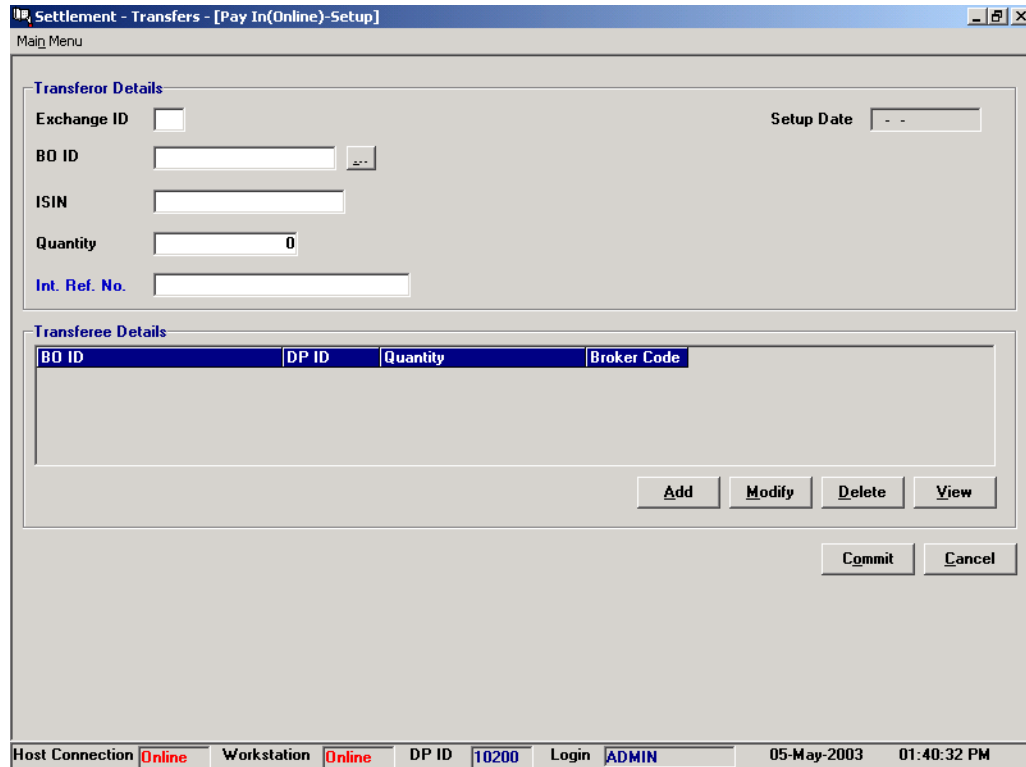 Settlement - Transfers - [Pay In(Online)-Setup]
Main Menu
Transferor Details
Exchange ID Setup Date - -
BO ID ...
ISIN
Quantity 0
Int. Ref. No.
Transferee Details
BO ID DP ID Quantity Broker Code
Add Modify Delete View
Commit Cancel
Host Connection Online Workstation Online DP ID 10200 Login ADMIN 05-May-2003 01:40:32 PM